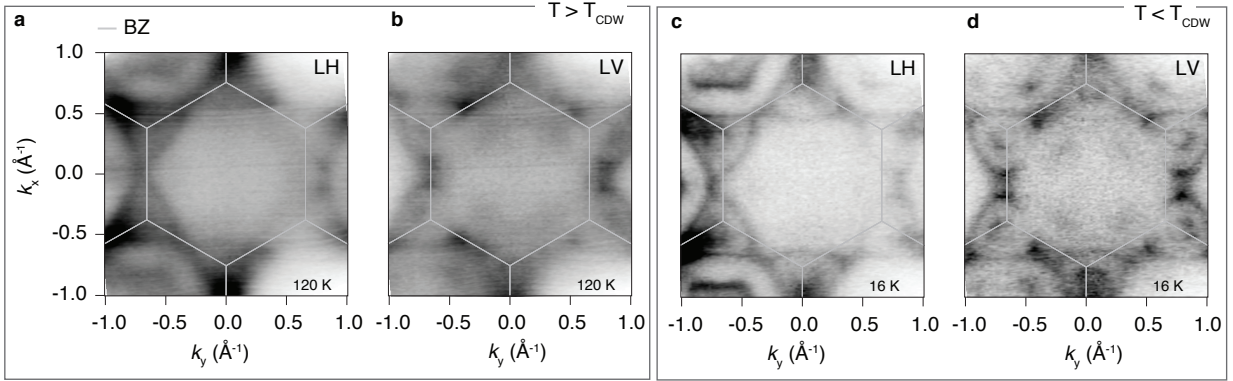 a
b
T > T_CDW
c
d
T < T_CDW
BZ
LH
LV
LH
LV
1.0
0.5
0.0
-0.5
-1.0
k_x (Å⁻¹)
120 K
120 K
16 K
16 K
-1.0 -0.5 0.0 0.5 1.0
-1.0 -0.5 0.0 0.5 1.0
-1.0 -0.5 0.0 0.5 1.0
-1.0 -0.5 0.0 0.5 1.0
k_y (Å⁻¹)
k_y (Å⁻¹)
k_y (Å⁻¹)
k_y (Å⁻¹)